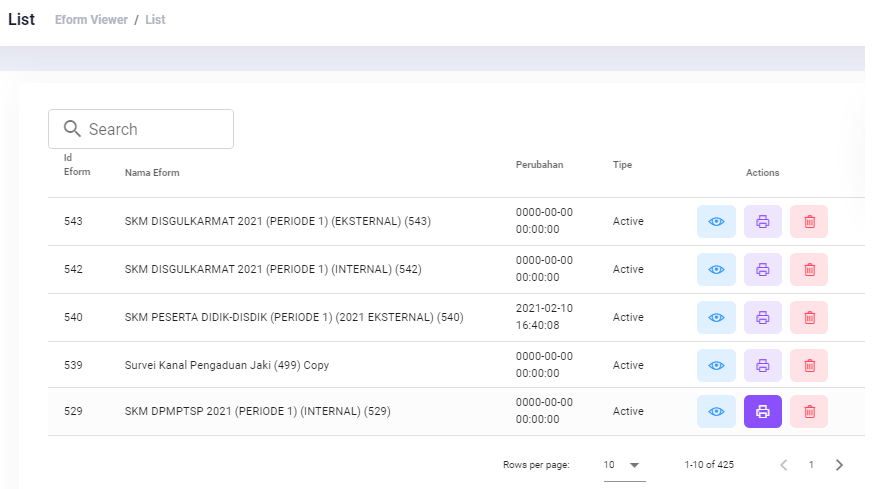 List Eform Viewer / List
Search
Id
Eform
Nama Eform
Perubahan
Tipe
Actions
543 SKM DISGULKARMAT 2021 (PERIODE 1) (EKSTERNAL) (543) 0000-00-00
00:00:00 Active
542 SKM DISGULKARMAT 2021 (PERIODE 1) (INTERNAL) (542) 0000-00-00
00:00:00 Active
540 SKM PESERTA DIDIK-DISDIK (PERIODE 1) (2021 EKSTERNAL) (540) 2021-02-10
16:40:08 Active
539 Survei Kanal Pengaduan Jaki (499) Copy 0000-00-00
00:00:00 Active
529 SKM DPMPTSP 2021 (PERIODE 1) (INTERNAL) (529) 0000-00-00
00:00:00 Active
Rows per page: 10 1-10 of 425 1